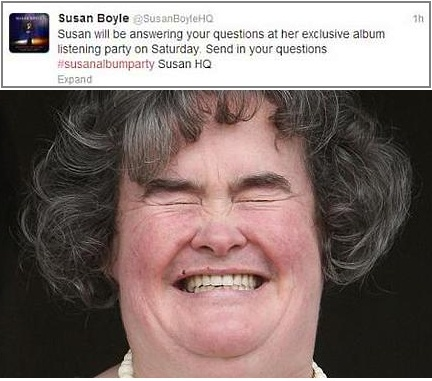 Susan Boyle @SusanBoyleHQ 1h
Susan will be answering your questions at her exclusive album
listening party on Saturday. Send in your questions
#susanalbumparty Susan HQ
Expand